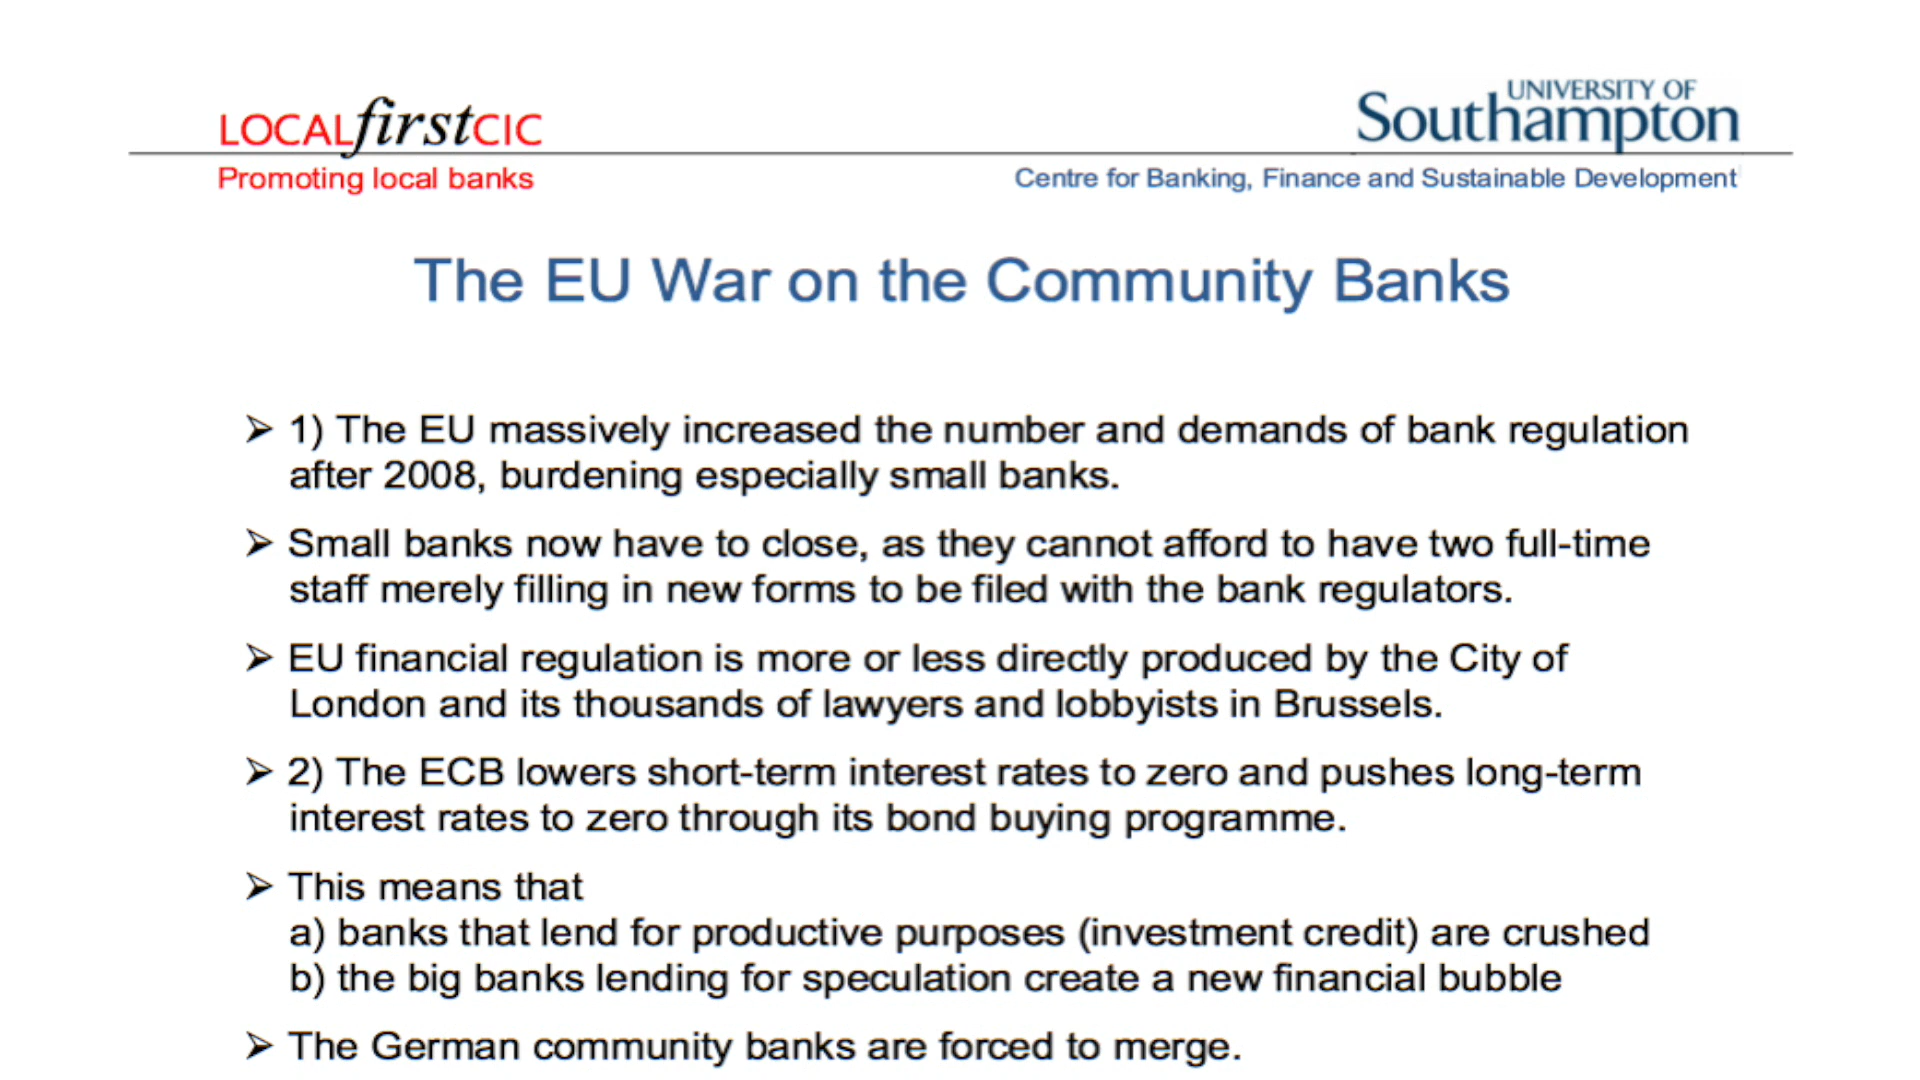 LOCALfirstCIC
Promoting local banks
UNIVERSITY OF
Southampton
Centre for Banking, Finance and Sustainable Development
The EU War on the Community Banks
➢ 1) The EU massively increased the number and demands of bank regulation
after 2008, burdening especially small banks.
➢ Small banks now have to close, as they cannot afford to have two full-time
staff merely filling in new forms to be filed with the bank regulators.
➢ EU financial regulation is more or less directly produced by the City of
London and its thousands of lawyers and lobbyists in Brussels.
➢ 2) The ECB lowers short-term interest rates to zero and pushes long-term
interest rates to zero through its bond buying programme.
➢ This means that
a) banks that lend for productive purposes (investment credit) are crushed
b) the big banks lending for speculation create a new financial bubble
➢ The German community banks are forced to merge.